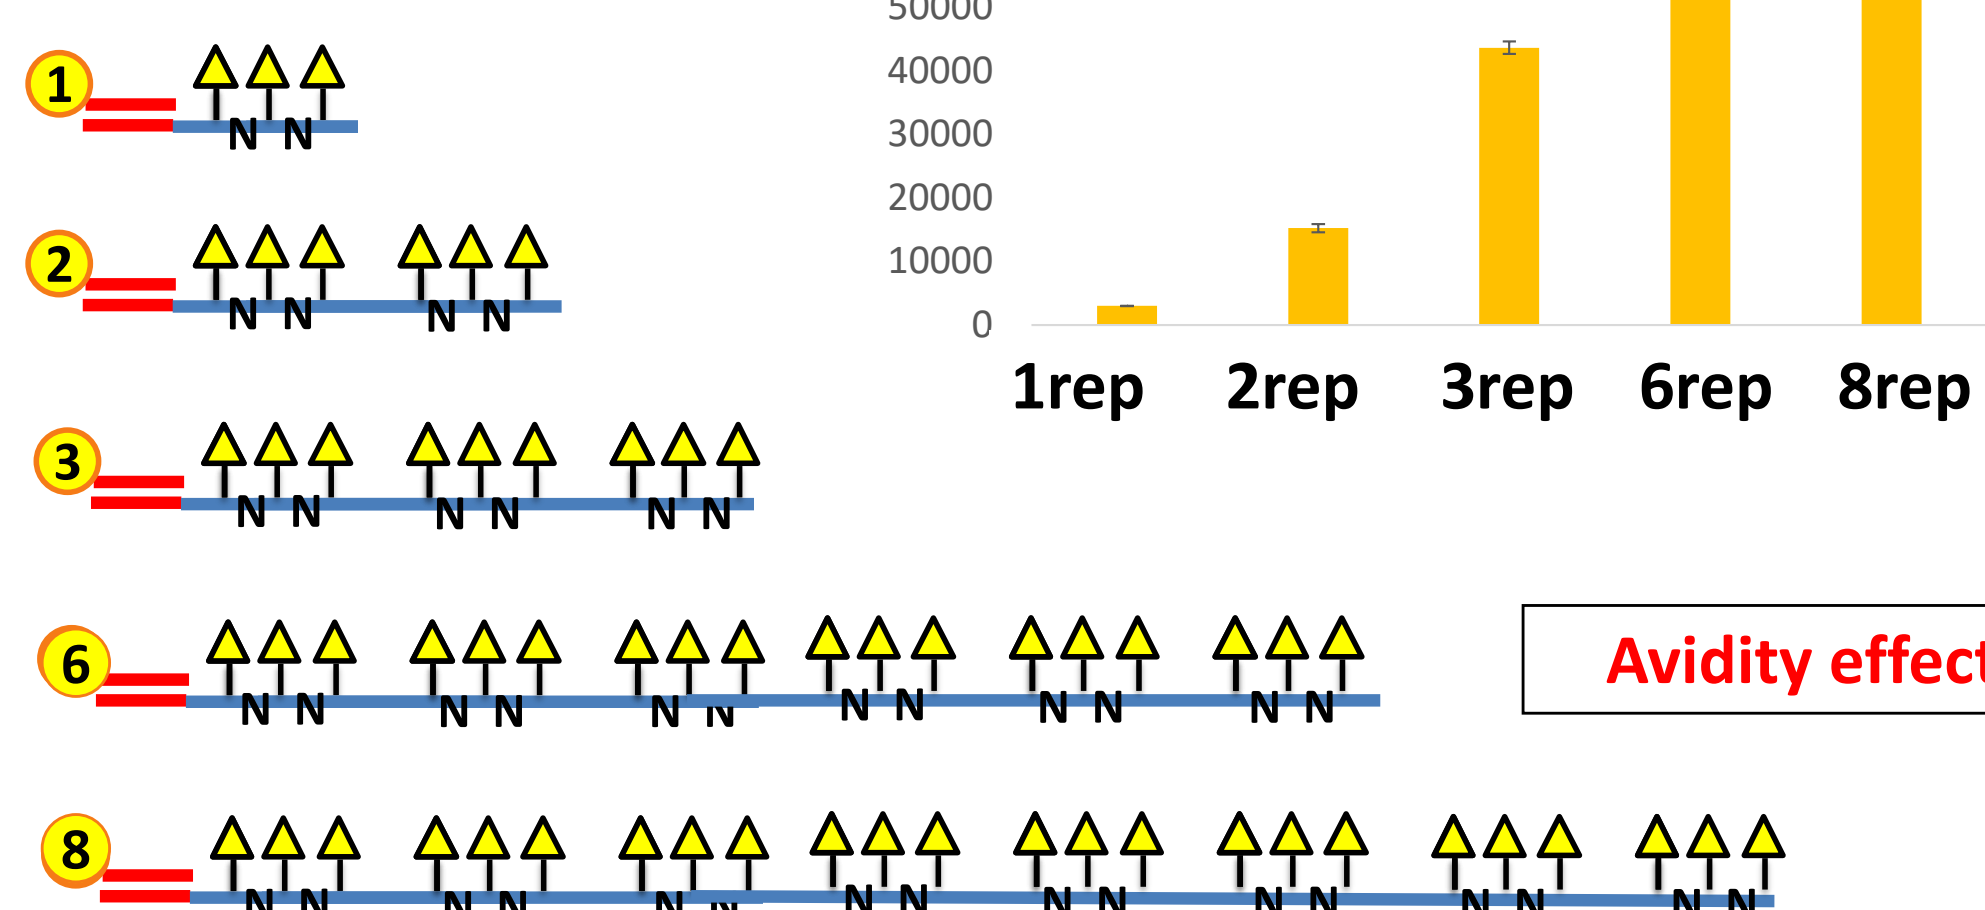 50000
40000
30000
20000
10000
0
1rep 2rep 3rep 6rep 8rep
1
N N
2
N N N N
3
N N N N N N
6
N N N N N N N N N N N N
Avidity effect
8
N N N N N N N N N N N N N N N N